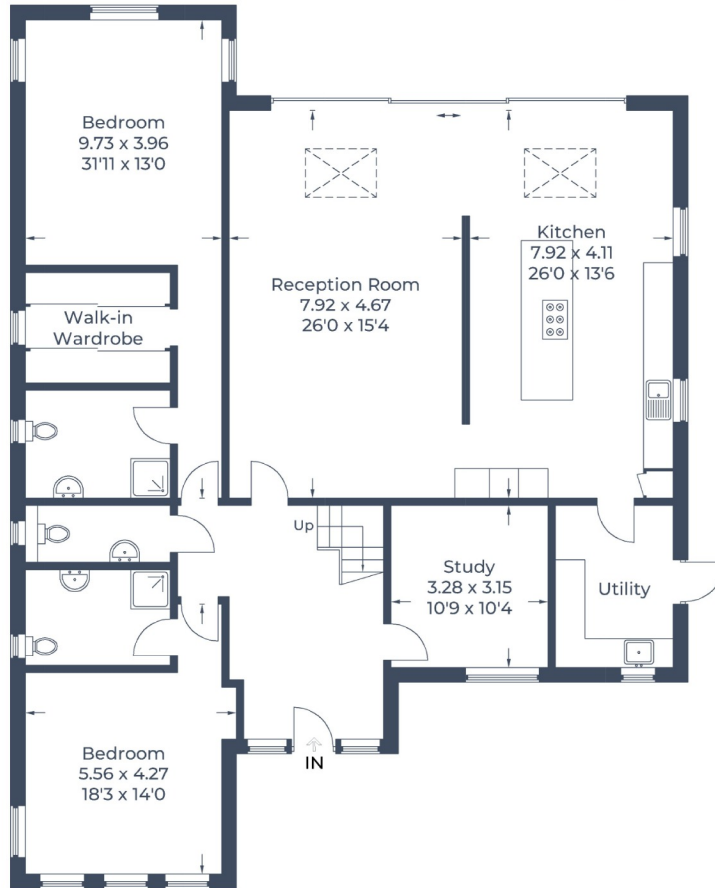 Bedroom
9.73 x 3.96
31'11 x 13'0
Kitchen
7.92 x 4.11
26'0 x 13'6
Reception Room
7.92 x 4.67
26'0 x 15'4
Walk-in
Wardrobe
Up
Study
3.28 x 3.15
10'9 x 10'4
Utility
Bedroom
5.56 x 4.27
18'3 x 14'0
IN